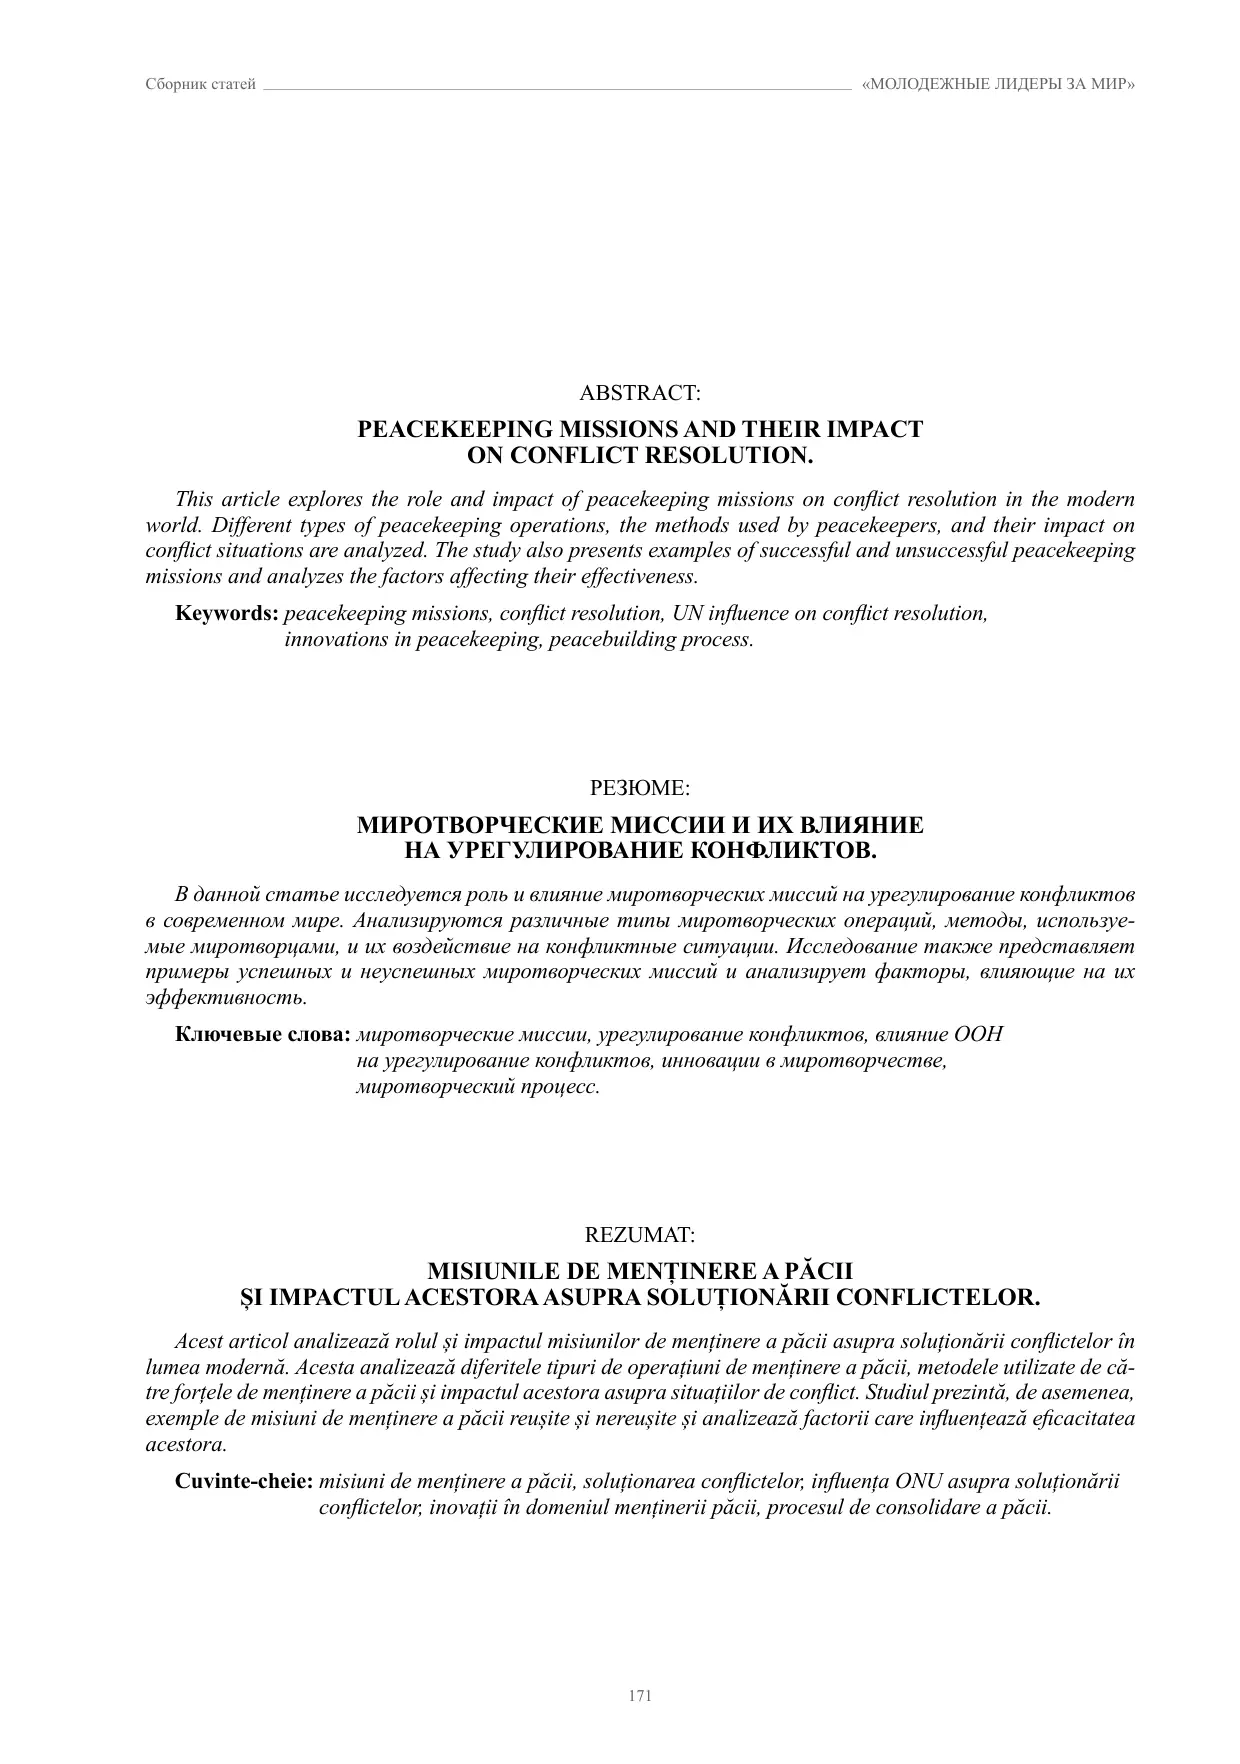 Сборник статей «МОЛОДЕЖНЫЕ ЛИДЕРЫ ЗА МИР»
ABSTRACT:
PEACEKEEPING MISSIONS AND THEIR IMPACT
ON CONFLICT RESOLUTION.
This article explores the role and impact of peacekeeping missions on conflict resolution in the modern
world. Different types of peacekeeping operations, the methods used by peacekeepers, and their impact on
conflict situations are analyzed. The study also presents examples of successful and unsuccessful peacekeeping
missions and analyzes the factors affecting their effectiveness.
Keywords: peacekeeping missions, conflict resolution, UN influence on conflict resolution,
innovations in peacekeeping, peacebuilding process.
РЕЗЮМЕ:
МИРОТВОРЧЕСКИЕ МИССИИ И ИХ ВЛИЯНИЕ
НА УРЕГУЛИРОВАНИЕ КОНФЛИКТОВ.
В данной статье исследуется роль и влияние миротворческих миссий на урегулирование конфликтов
в современном мире. Анализируются различные типы миротворческих операций, методы, используе-
мые миротворцами, и их воздействие на конфликтные ситуации. Исследование также представляет
примеры успешных и неуспешных миротворческих миссий и анализирует факторы, влияющие на их
эффективность.
Ключевые слова: миротворческие миссии, урегулирование конфликтов, влияние ООН
на урегулирование конфликтов, инновации в миротворчестве,
миротворческий процесс.
REZUMAT:
MISIUNILE DE MENȚINERE A PĂCII
ȘI IMPACTUL ACESTORA ASUPRA SOLUȚIONĂRII CONFLICTELOR.
Acest articol analizează rolul și impactul misiunilor de menținere a păcii asupra soluționării conflictelor în
lumea modernă. Acesta analizează diferitele tipuri de operațiuni de menținere a păcii, metodele utilizate de că-
tre forțele de menținere a păcii și impactul acestora asupra situațiilor de conflict. Studiul prezintă, de asemenea,
exemple de misiuni de menținere a păcii reușite și nereușite și analizează factorii care influențează eficacitatea
acestora.
Cuvinte-cheie: misiuni de menținere a păcii, soluționarea conflictelor, influența ONU asupra soluționării
conflictelor, inovații în domeniul menținerii păcii, procesul de consolidare a păcii.
171